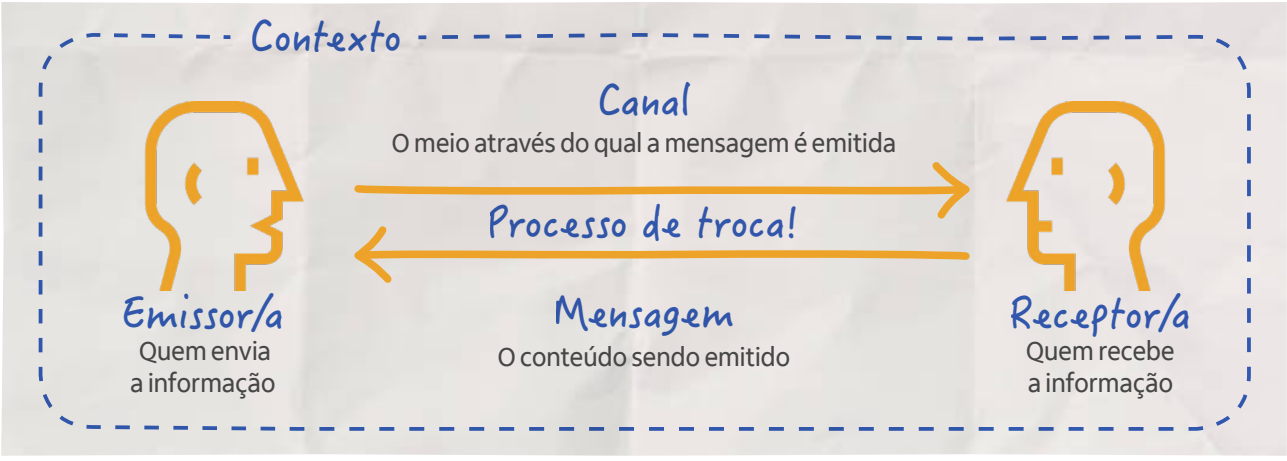 Contexto
Canal
O meio através do qual a mensagem é emitida
Processo de troca!
Emissor/a
Quem envia
a informação
Mensagem
O conteúdo sendo emitido
Receptor/a
Quem recebe
a informação